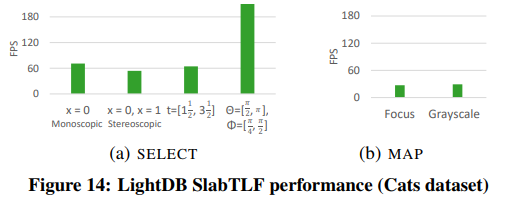 180
120
60
0
FPS
x = 0 x = 0, x = 1 t=[1½, 3½] Θ=[π/2, π],
Monoscopic Stereoscopic Φ=[π/4, π/2]
(a) SELECT
180
120
60
0
FPS
Focus Grayscale
(b) MAP
Figure 14: LightDB SlabTLF performance (Cats dataset)